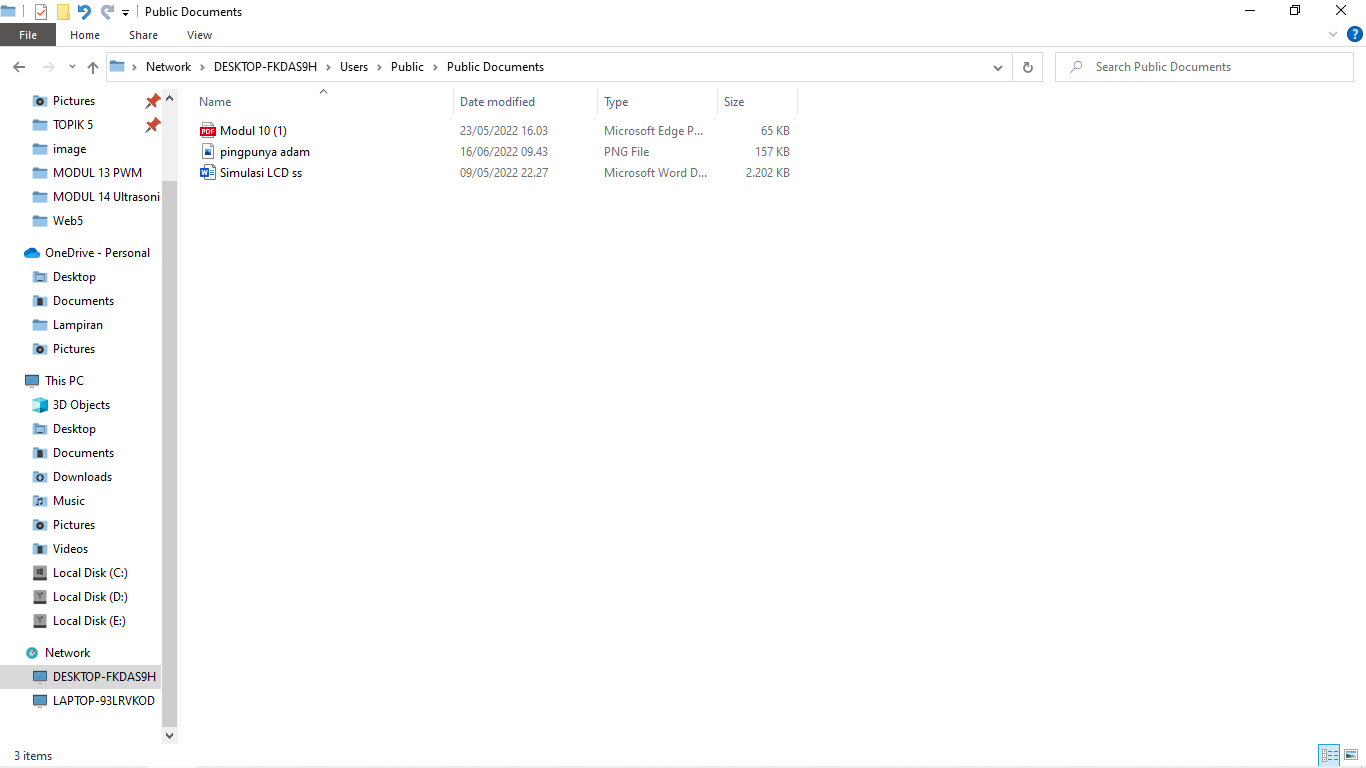 Public Documents
File Home Share View
Network > DESKTOP-FKDAS9H > Users > Public > Public Documents
Search Public Documents
Pictures
TOPIK 5
image
MODUL 13 PWM
MODUL 14 Ultrasoni
Web5
OneDrive - Personal
Desktop
Documents
Lampiran
Pictures
This PC
3D Objects
Desktop
Documents
Downloads
Music
Pictures
Videos
Local Disk (C:)
Local Disk (D:)
Local Disk (E:)
Network
DESKTOP-FKDAS9H
LAPTOP-93LRVKOD
Name Date modified Type Size
PDF Modul 10 (1) 23/05/2022 16.03 Microsoft Edge P... 65 KB
pingpunya adam 16/06/2022 09.43 PNG File 157 KB
W Simulasi LCD ss 09/05/2022 22.27 Microsoft Word D... 2.202 KB
3 items